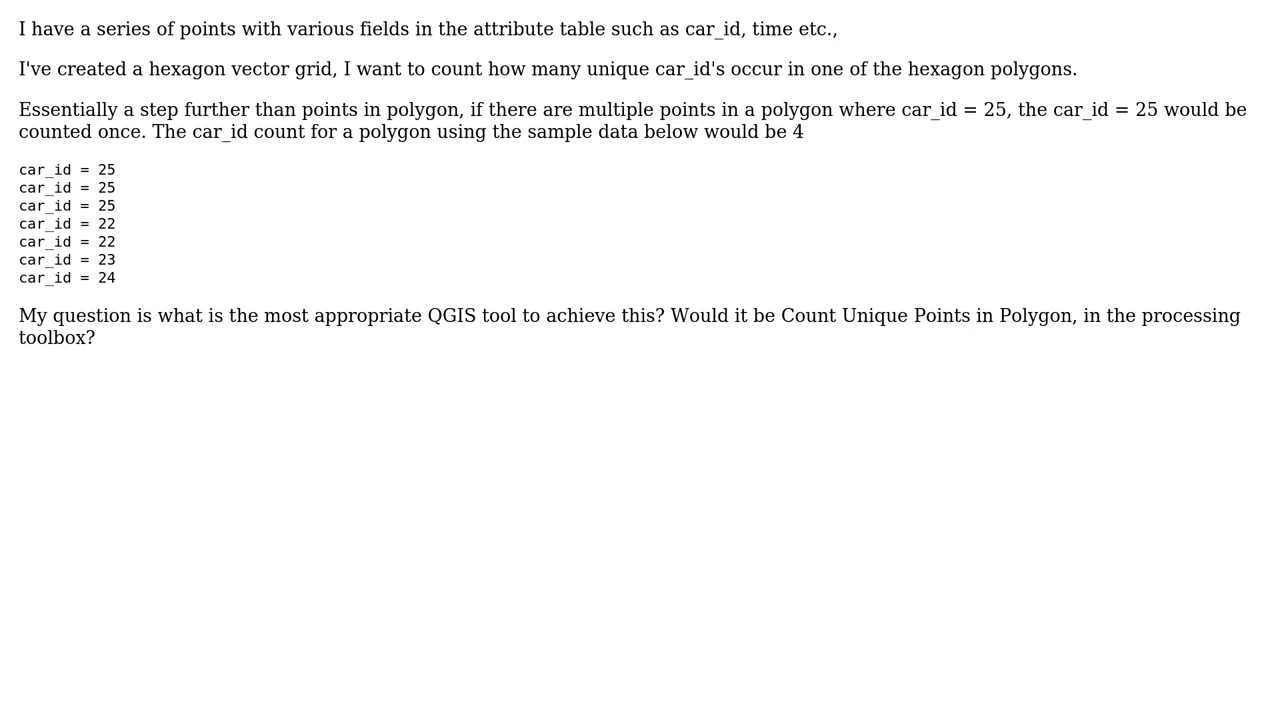 I have a series of points with various fields in the attribute table such as car_id, time etc.,
I've created a hexagon vector grid, I want to count how many unique car_id's occur in one of the hexagon polygons.
Essentially a step further than points in polygon, if there are multiple points in a polygon where car_id = 25, the car_id = 25 would be
counted once. The car_id count for a polygon using the sample data below would be 4
car_id = 25
car_id = 25
car_id = 25
car_id = 22
car_id = 22
car_id = 23
car_id = 24
My question is what is the most appropriate QGIS tool to achieve this? Would it be Count Unique Points in Polygon, in the processing
toolbox?